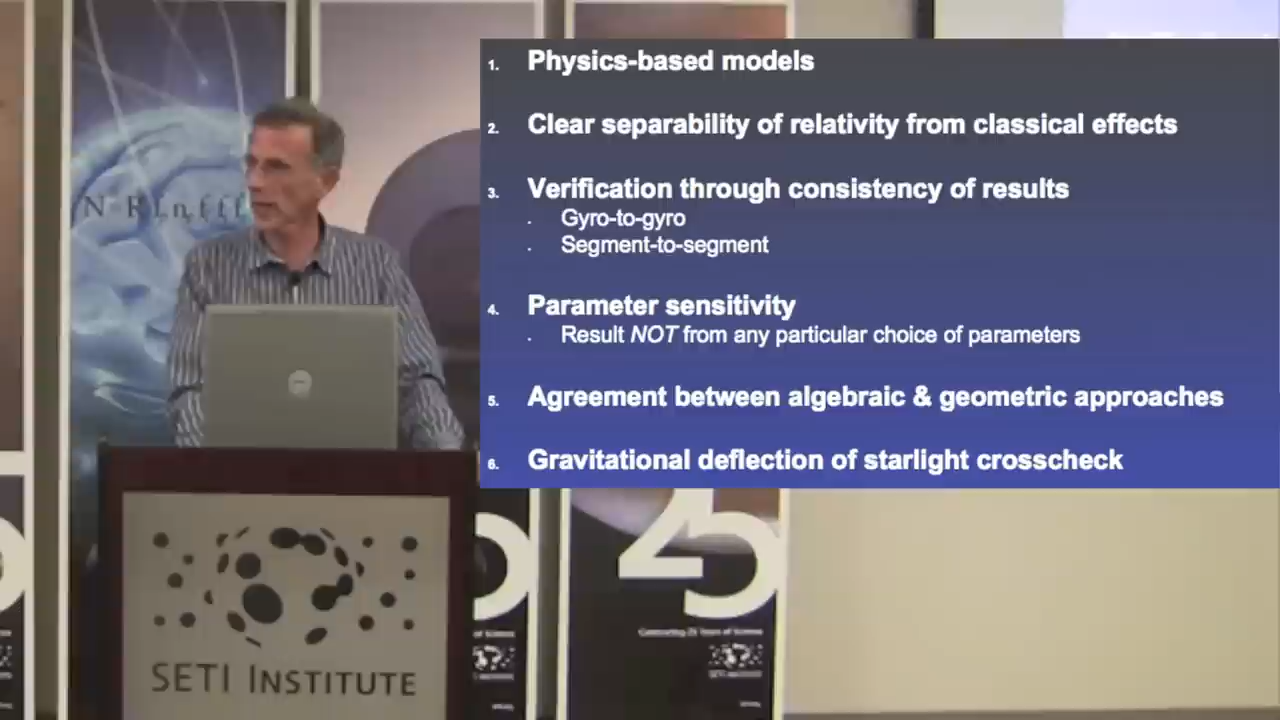 1. Physics-based models
2. Clear separability of relativity from classical effects
3. Verification through consistency of results
· Gyro-to-gyro
· Segment-to-segment
4. Parameter sensitivity
· Result NOT from any particular choice of parameters
5. Agreement between algebraic & geometric approaches
6. Gravitational deflection of starlight crosscheck
25
Celebrating 25 Years of Science
SETI INSTITUTE